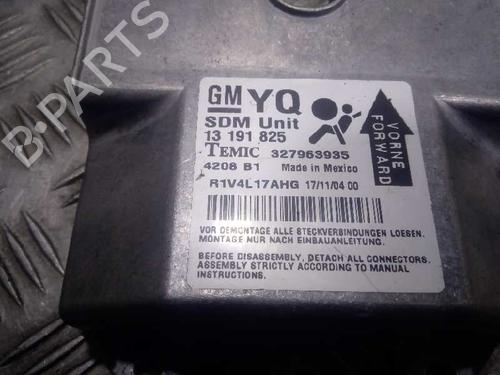 GM YQ
SDM Unit
13 191 825
TEMIC 327963935
4208 B1 Made in Mexico
R1V4L17AHG 17/11/04 00
VORNE
FORWARD
VOR DEMONTAGE ALLE STECKVERBINDUNGEN LOESEN.
MONTAGE NUR NACH EINBAUANLEITUNG.
BEFORE DISASSEMBLY, DETACH ALL CONNECTORS.
ASSEMBLY STRICTLY ACCORDING TO MANUAL
INSTRUCTIONS.
B-PARTS